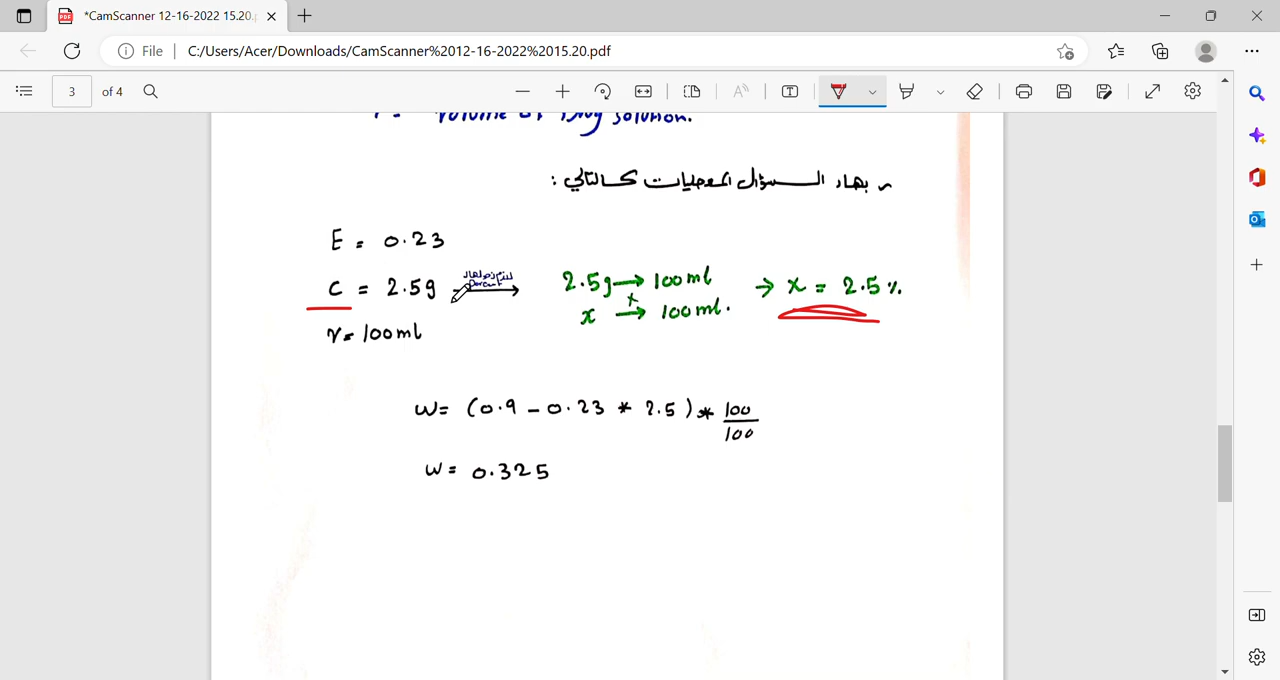 *CamScanner 12-16-2022 15.20.p
File
C:/Users/Acer/Downloads/CamScanner%2012-16-2022%2015.20.pdf
3 of 4
V= Volume of Drug solution.
~ بهاد السؤال المعطيات كالتالي :
E = 0.23
C = 2.5g
Percent
2.5g → 100ml
x → 100ml.
→ x = 2.5 %
V= 100ml
W= (0.9 - 0.23 * 2.5) * 100/100
W= 0.325